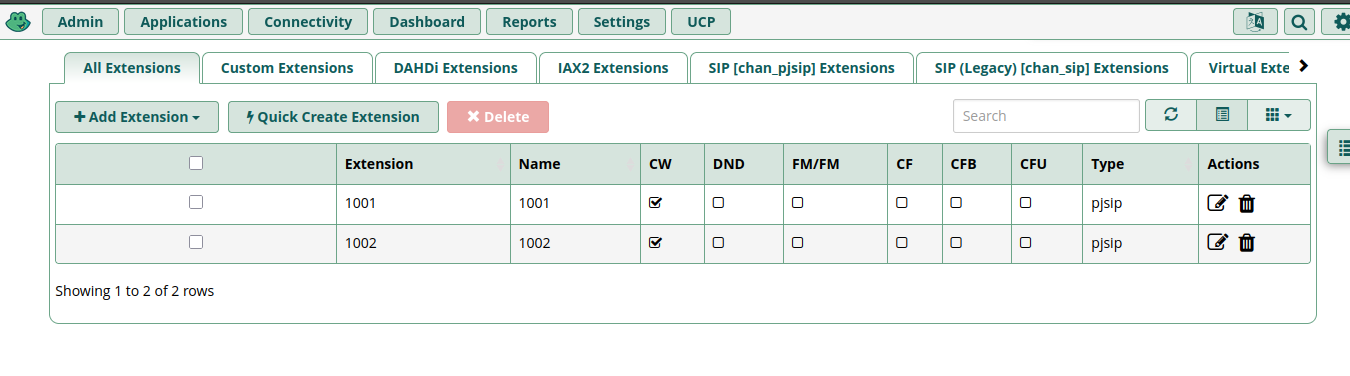 Admin Applications Connectivity Dashboard Reports Settings UCP
All Extensions Custom Extensions DAHDi Extensions IAX2 Extensions SIP [chan_pjsip] Extensions SIP (Legacy) [chan_sip] Extensions Virtual Exte
Add Extension Quick Create Extension Delete Search
Extension Name CW DND FM/FM CF CFB CFU Type Actions
1001 1001 pjsip
1002 1002 pjsip
Showing 1 to 2 of 2 rows